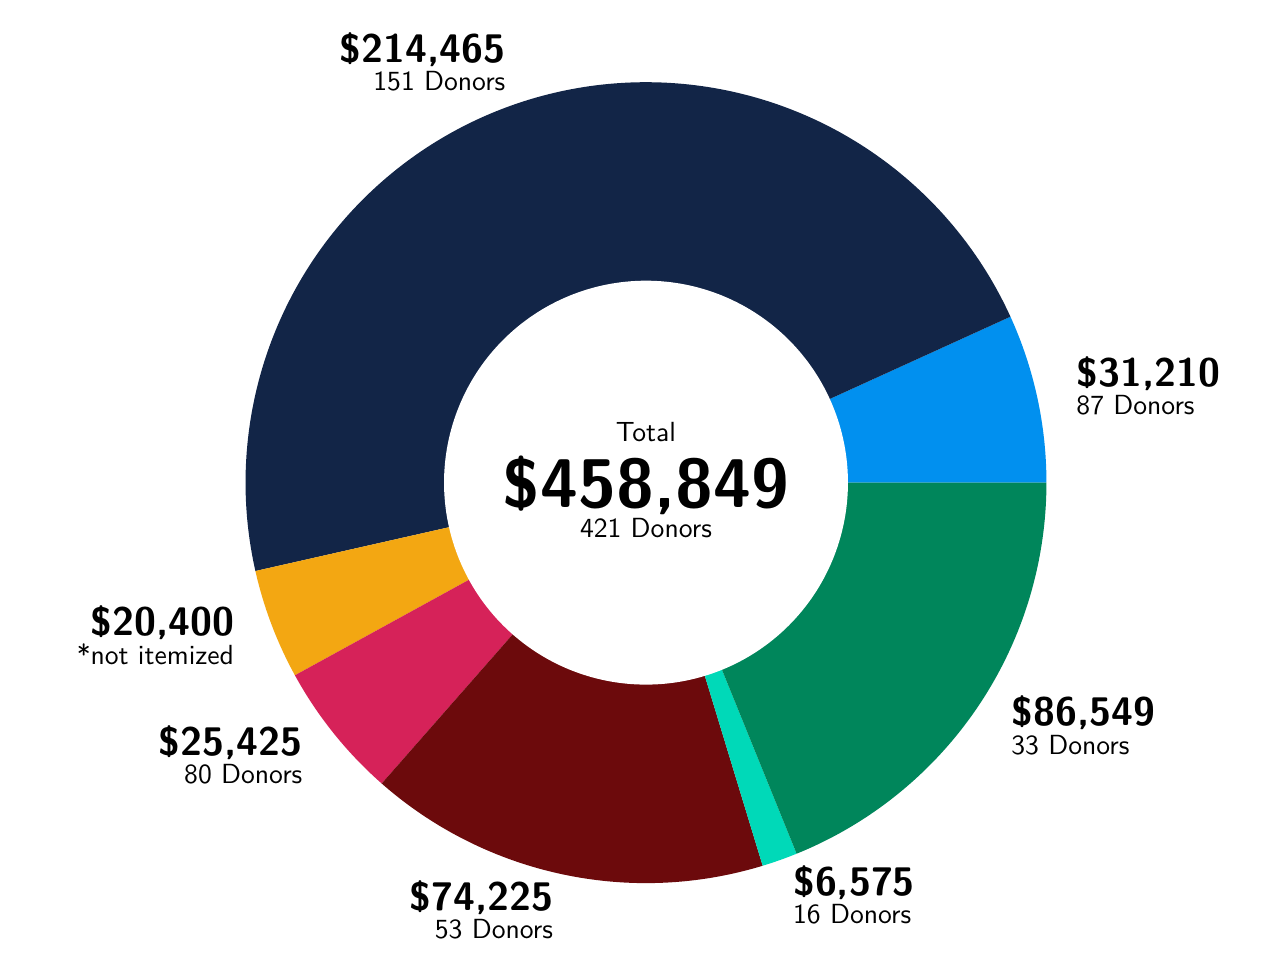 $214,465
151 Donors
$31,210
87 Donors
Total
$458,849
421 Donors
$20,400
*not itemized
$86,549
33 Donors
$25,425
80 Donors
$6,575
16 Donors
$74,225
53 Donors